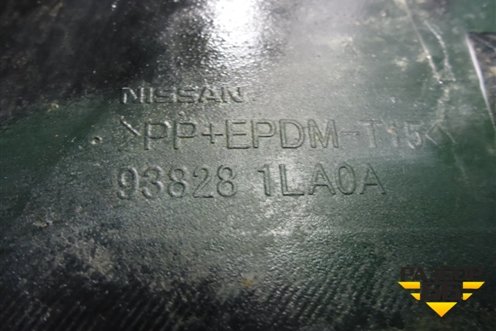 NISSAN
>PP+EPDM-T15<
93828 1LA0A